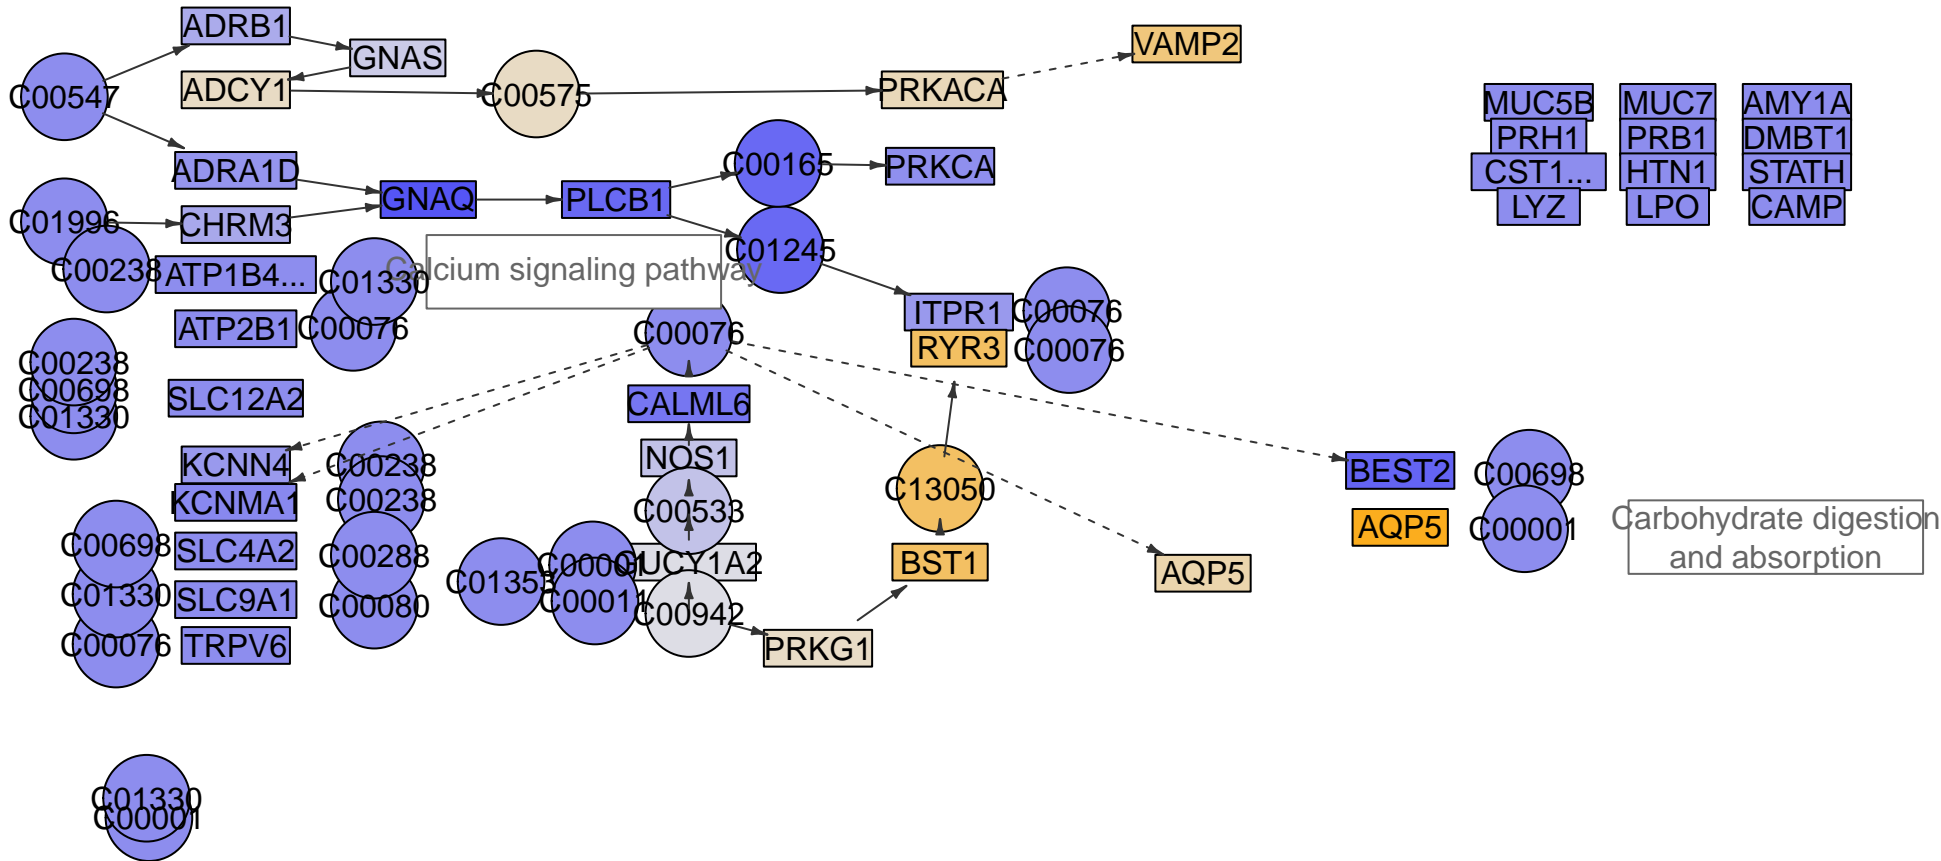 ADRB1
GNAS
VAMP2
C00547
ADCY1
C00575
PRKACA
MUC5B
MUC7
AMY1A
PRH1
PRB1
DMBT1
ADRA1D
C00165
PRKCA
CST1...
HTN1
STATH
GNAQ
PLCB1
LYZ
LPO
CAMP
C01996
CHRM3
C01245
C00238
ATP1B4...
C01330
Calcium signaling pathway
ATP2B1
C00076
C00076
ITPR1
C00076
RYR3
C00076
C00238
C00698
C01330
SLC12A2
CALML6
KCNN4
C00238
NOS1
BEST2
C00698
KCNMA1
C00238
C00533
C13050
AQP5
C00001
Carbohydrate digestion
and absorption
C00698
SLC4A2
C00288
C00001
GUCY1A2
BST1
AQP5
C01353
C00011
C01330
SLC9A1
C00080
C00942
C00076
TRPV6
PRKG1
C01330
C00001